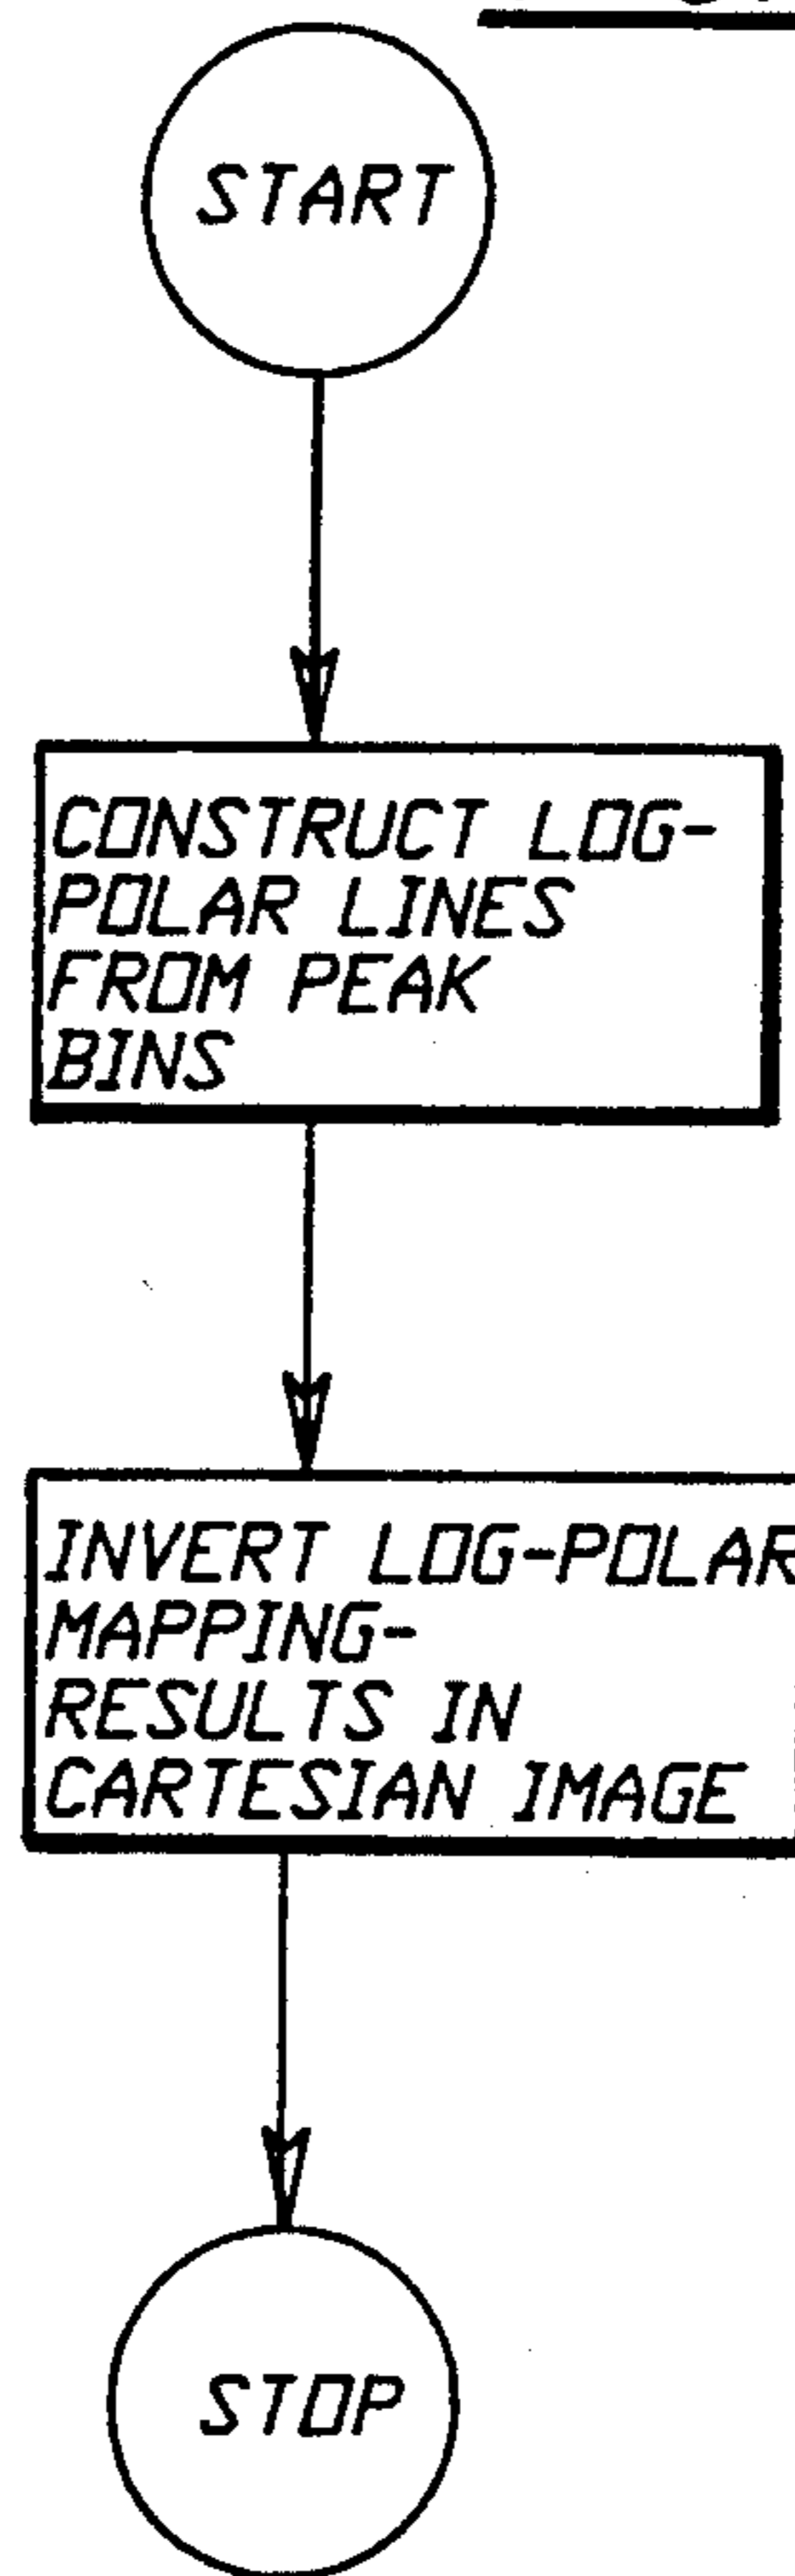 START
CONSTRUCT LOG-
POLAR LINES
FROM PEAK
BINS
INVERT LOG-POLAR
MAPPING-
RESULTS IN
CARTESIAN IMAGE
STOP